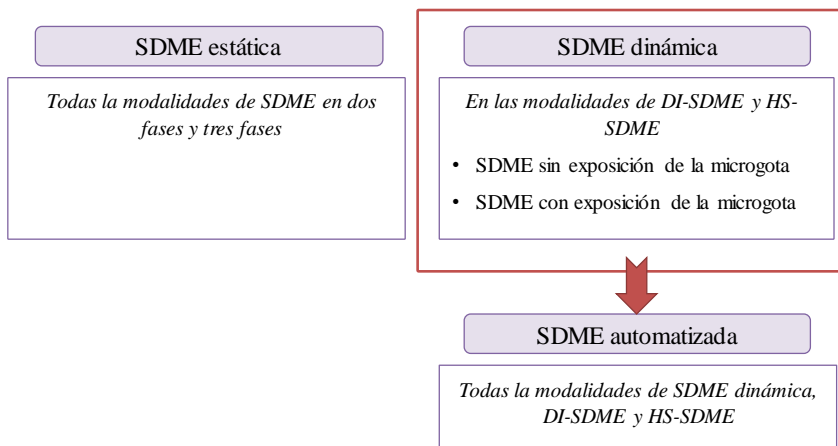 SDME estática
Todas la modalidades de SDME en dos
fases y tres fases
SDME dinámica
En las modalidades de DI-SDME y HS-
SDME
• SDME sin exposición de la microgota
• SDME con exposición de la microgota
SDME automatizada
Todas la modalidades de SDME dinámica,
DI-SDME y HS-SDME